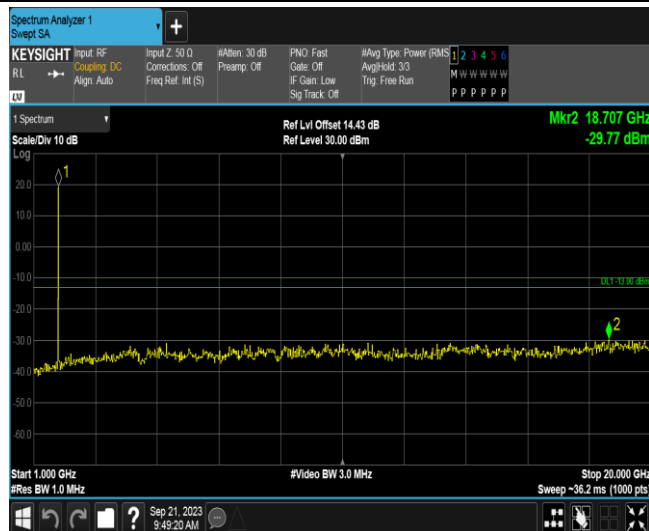 Spectrum Analyzer 1
Swept SA
+
KEYSIGHT
RL
LXI
Input: RF
Coupling: DC
Align: Auto
Input Z: 50 Ω
Corrections: Off
Freq Ref: Int (S)
#Atten: 30 dB
Preamp: Off
PNO: Fast
Gate: Off
IF Gain: Low
Sig Track: Off
#Avg Type: Power (RMS
Avg|Hold: 3/3
Trig: Free Run
1 2 3 4 5 6
M W W W W W
P P P P P P
1 Spectrum
Scale/Div 10 dB
Log
Ref Lvl Offset 14.43 dB
Ref Level 30.00 dBm
Mkr2 18.707 GHz
-29.77 dBm
1
20.0
10.0
0.00
-10.0
DL1 -13.00 dBm
-20.0
2
-30.0
-40.0
-50.0
-60.0
Start 1.000 GHz
#Res BW 1.0 MHz
#Video BW 3.0 MHz
Stop 20.000 GHz
Sweep ~36.2 ms (1000 pts)
?
Sep 21, 2023
9:49:20 AM